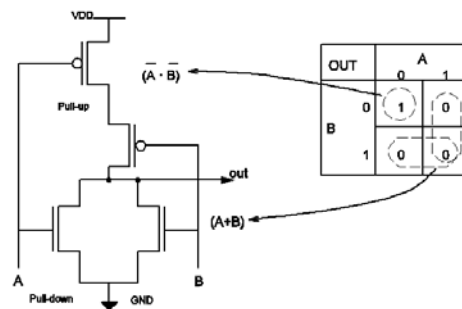 VDD
Pull-up
(A̅ · B̅)
out
(A+B)
A
B
Pull-down
GND
OUT
A
0 1
B
0 1 0
1 0 0